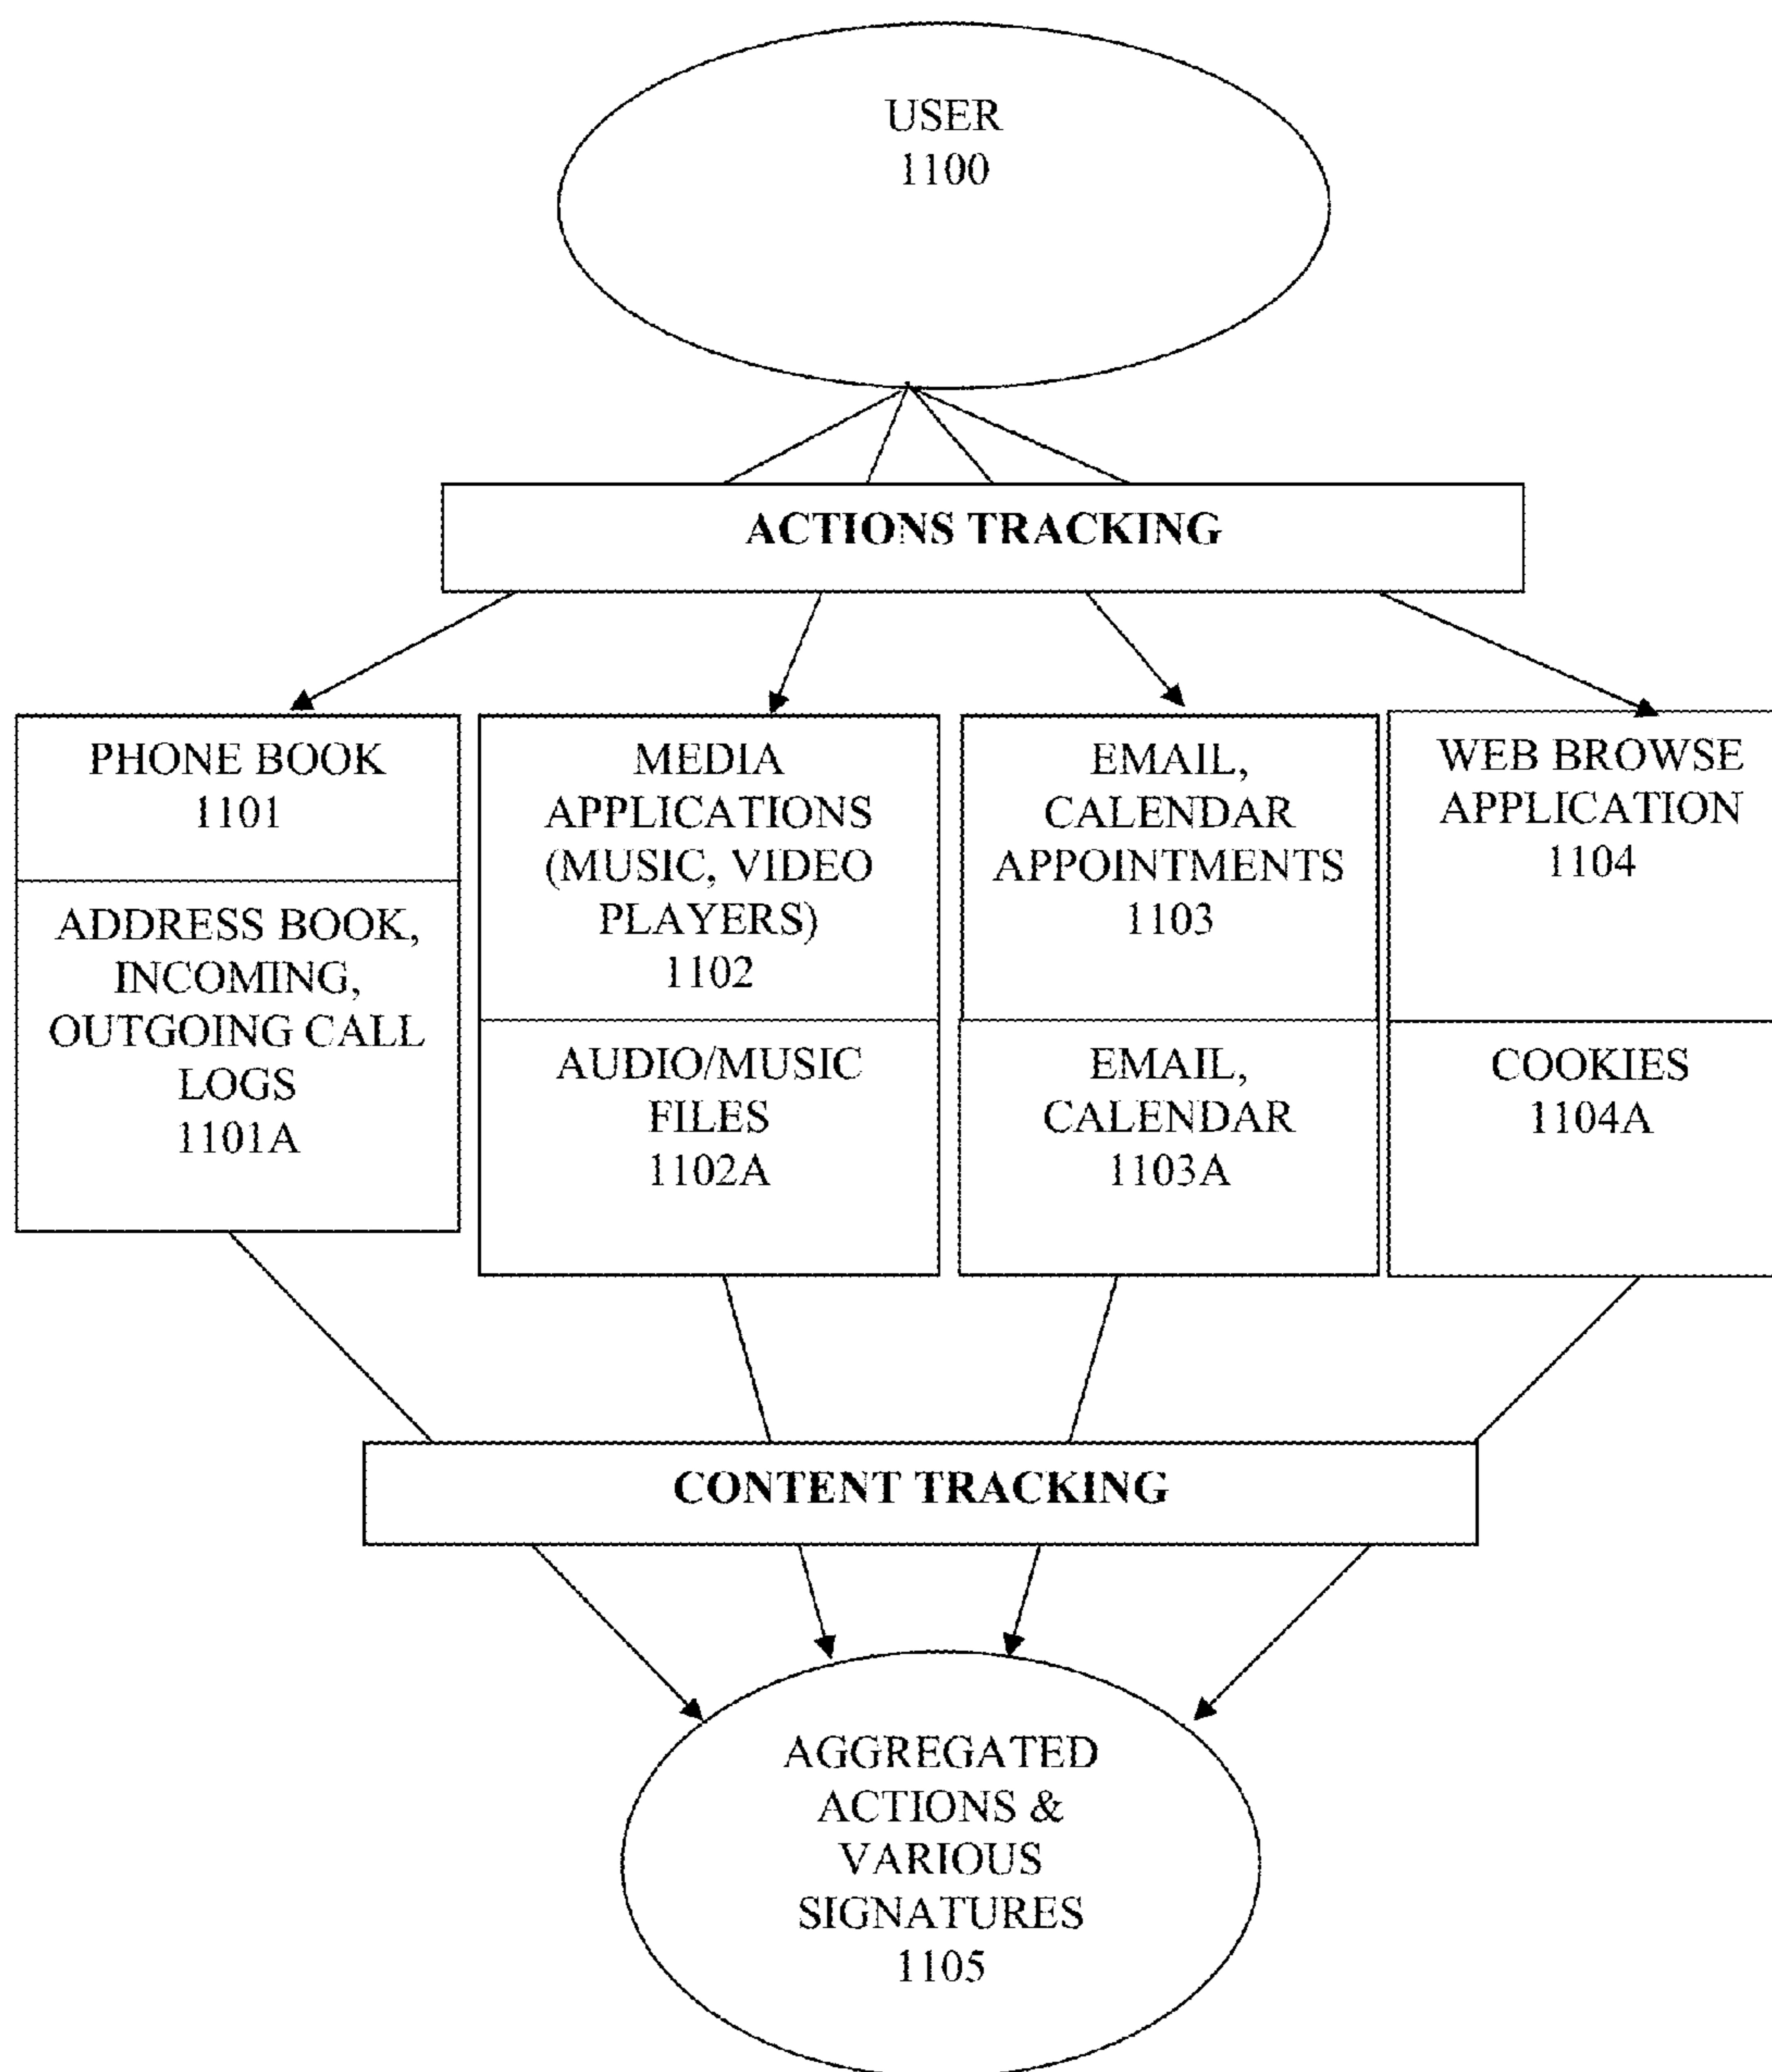 USER
1100
ACTIONS TRACKING
PHONE BOOK
1101
ADDRESS BOOK,
INCOMING,
OUTGOING CALL
LOGS
1101A
MEDIA
APPLICATIONS
(MUSIC, VIDEO
PLAYERS)
1102
AUDIO/MUSIC
FILES
1102A
EMAIL,
CALENDAR
APPOINTMENTS
1103
EMAIL,
CALENDAR
1103A
WEB BROWSE
APPLICATION
1104
COOKIES
1104A
CONTENT TRACKING
AGGREGATED
ACTIONS &
VARIOUS
SIGNATURES
1105